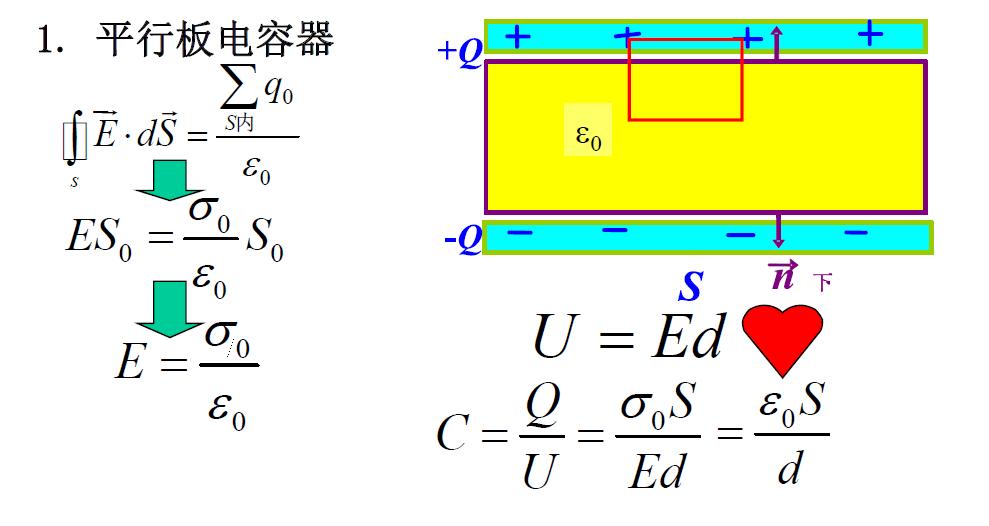 1. 平行板电容器
∮_s E⃗ · dS⃗ = ∑_{S内} q₀ / ε₀
ES₀ = σ₀ / ε₀ S₀
E = σ₀ / ε₀
+Q + + + +
ε₀
-Q − − − −
S n⃗ 下
U = Ed
C = Q / U = σ₀S / Ed = ε₀S / d